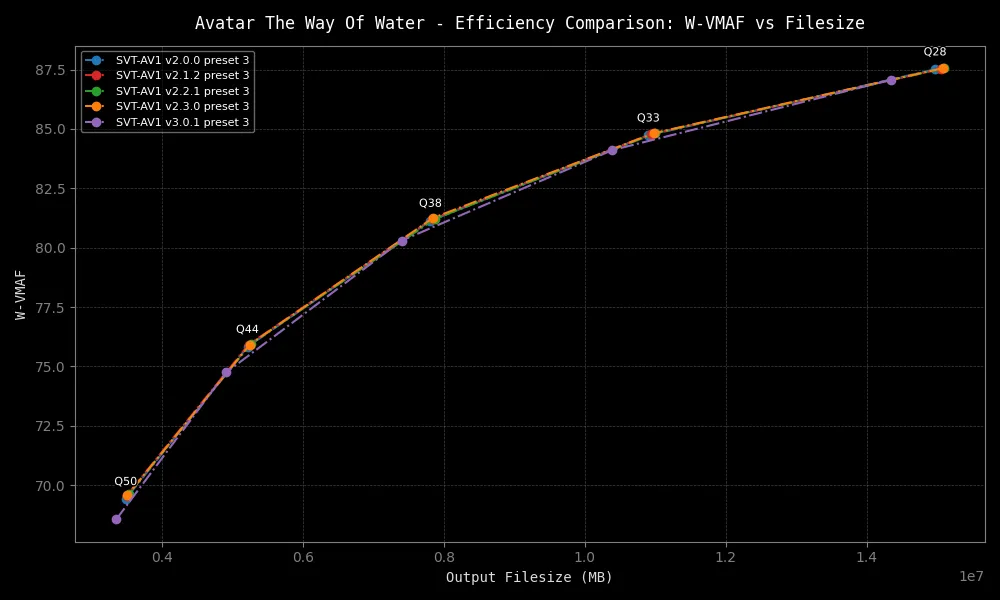 Avatar The Way Of Water - Efficiency Comparison: W-VMAF vs Filesize
SVT-AV1 v2.0.0 preset 3
SVT-AV1 v2.1.2 preset 3
SVT-AV1 v2.2.1 preset 3
SVT-AV1 v2.3.0 preset 3
SVT-AV1 v3.0.1 preset 3
Q28
Q33
Q38
Q44
Q50
87.5
85.0
82.5
80.0
77.5
75.0
72.5
70.0
W-VMAF
0.4 0.6 0.8 1.0 1.2 1.4
1e7
Output Filesize (MB)